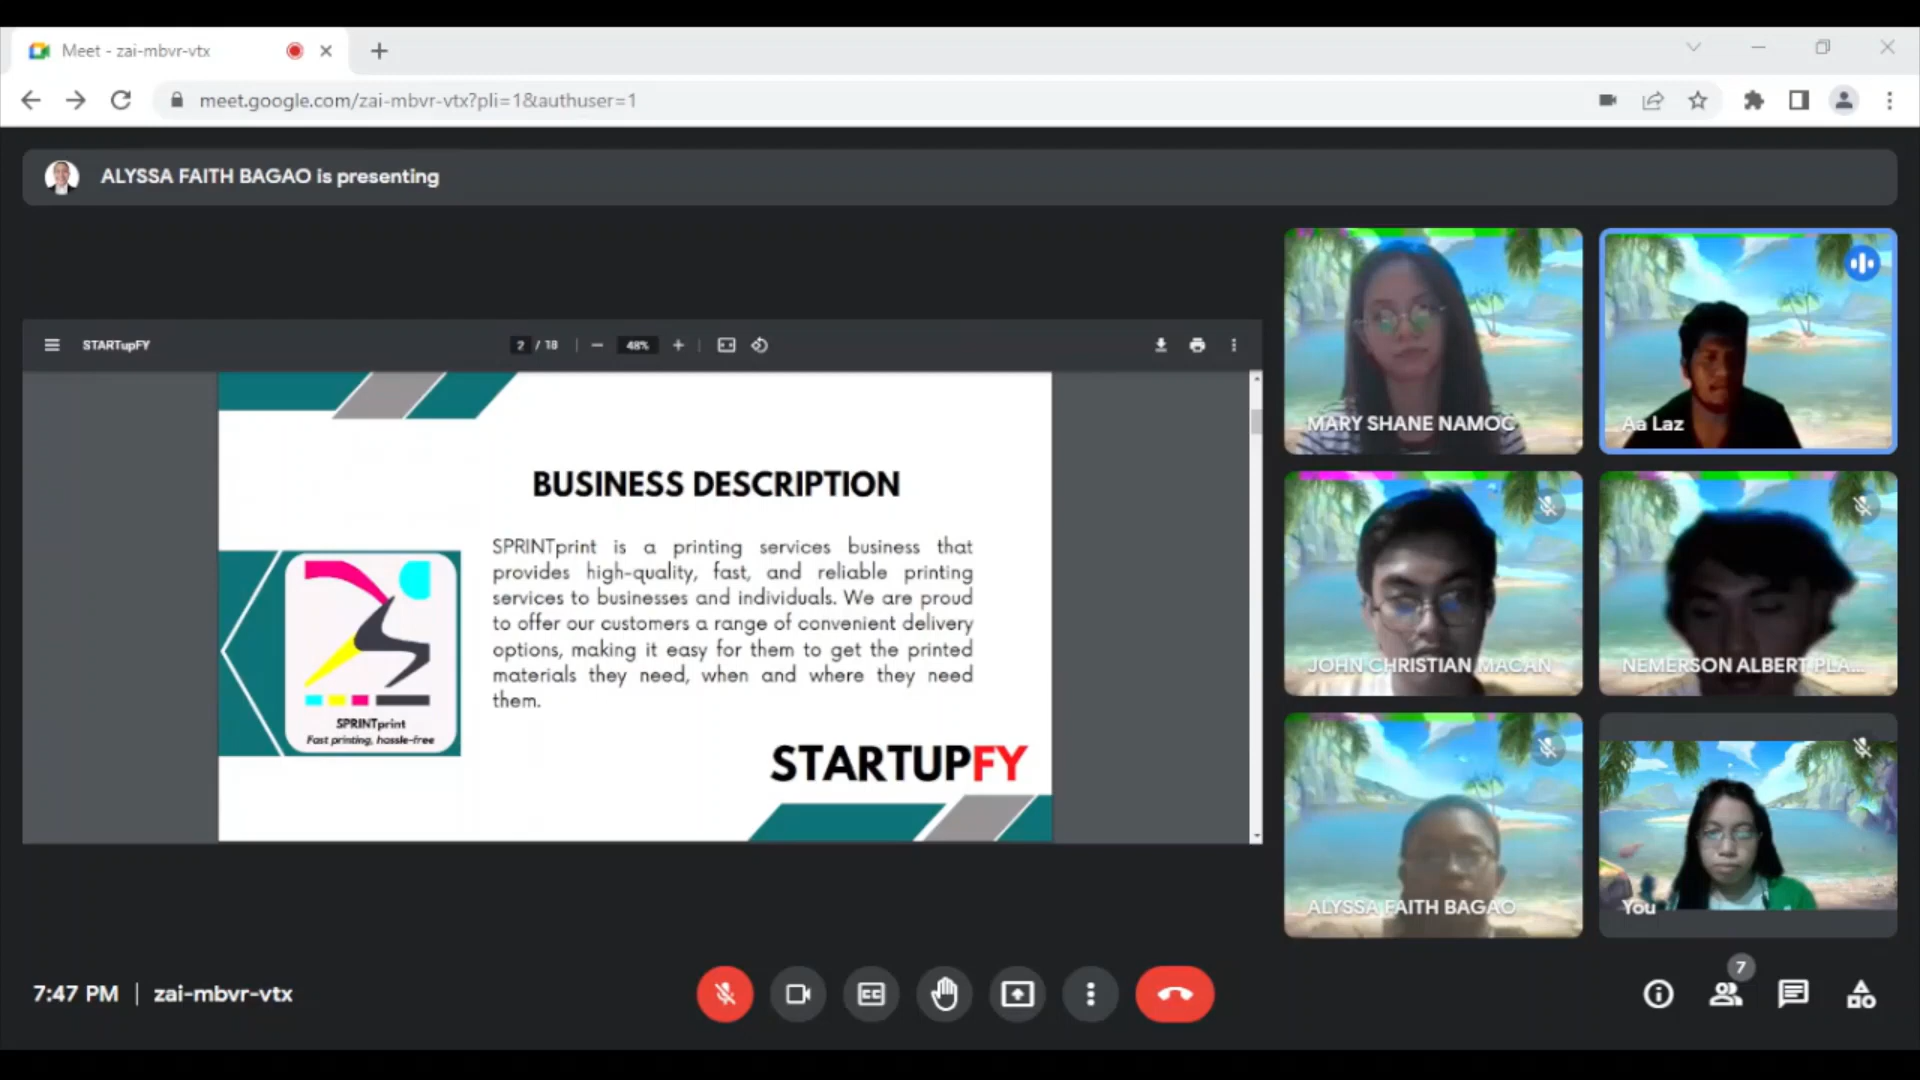 Meet - zai-mbvr-vtx
meet.google.com/zai-mbvr-vtx?pli=1&authuser=1
ALYSSA FAITH BAGAO is presenting
STARTupFY
2 / 18
48%
BUSINESS DESCRIPTION
SPRINTprint is a printing services business that
provides high-quality, fast, and reliable printing
services to businesses and individuals. We are proud
to offer our customers a range of convenient delivery
options, making it easy for them to get the printed
materials they need, when and where they need
them.
SPRINTprint
Fast printing, hassle-free
STARTUPFY
MARY SHANE NAMOC
Aa Laz
JOHN CHRISTIAN MACAN
NEMERSON ALBERT PLA...
ALYSSA FAITH BAGAO
You
7:47 PM | zai-mbvr-vtx
CC
7